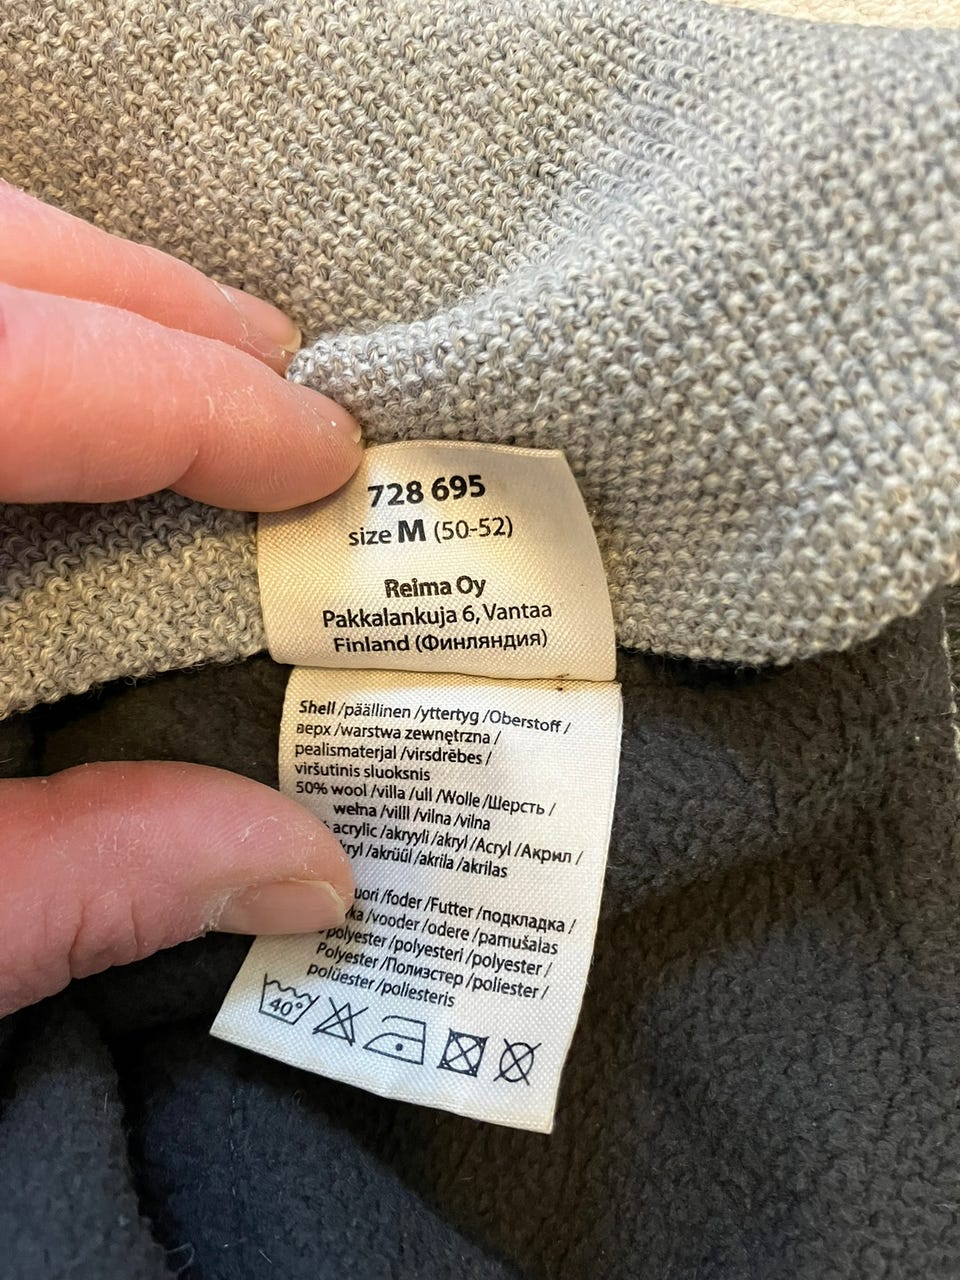 728 695
size M (50-52)
Reima Oy
Pakkalankuja 6, Vantaa
Finland (Финляндия)
Shell /päällinen /yttertyg /Oberstoff /
верх /warstwa zewnętrzna /
pealismaterjal /virsdrēbes /
viršutinis sluoksnis
50% wool /villa /ull /Wolle /Шерсть /
wełna /villl /vilna /vilna
acrylic /akryyli /akryl /Acryl /Акрил /
/akrüül /akrila /akrilas
/foder /Futter /подкладка /
/vooder /odere /pamušalas
polyester /polyesteri /polyester /
Polyester /Полиэстер /poliester /
polüester /poliesteris
40°